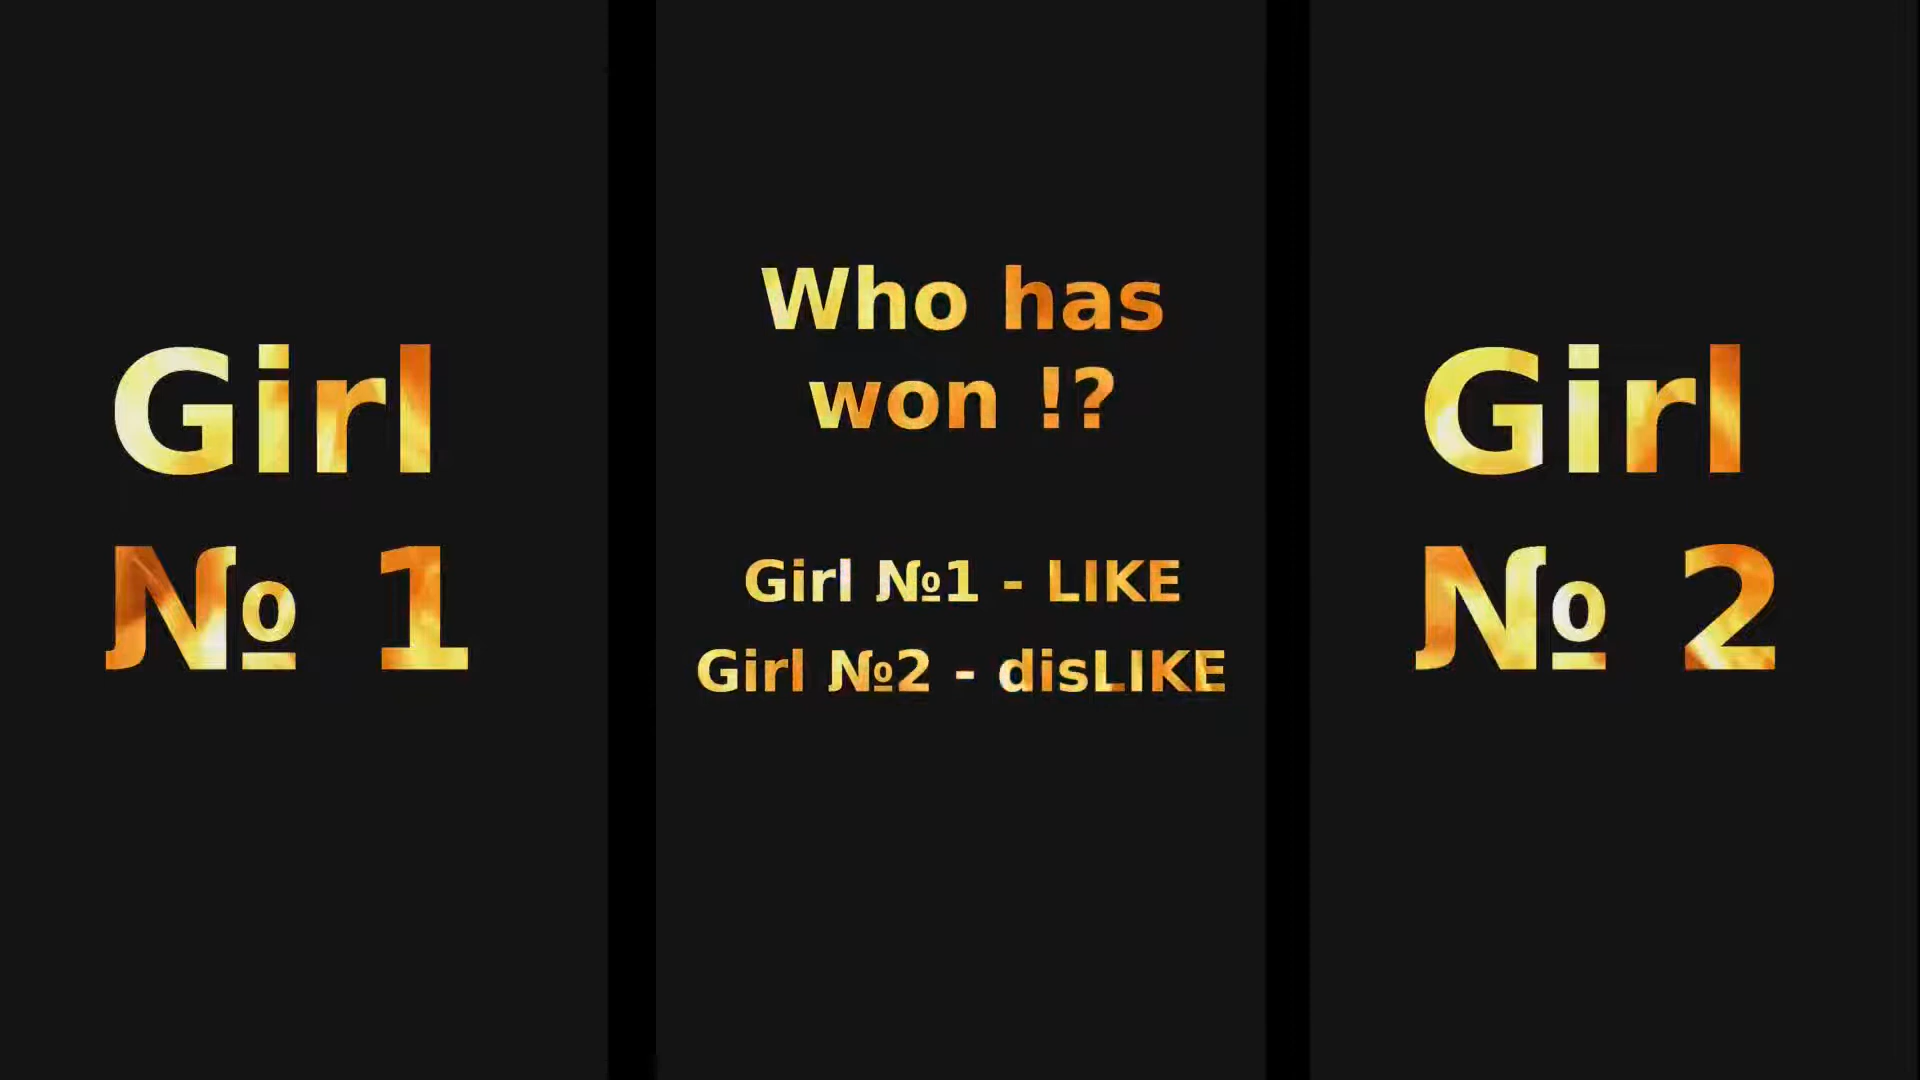 Girl
№ 1
Who has
won !?
Girl №1 - LIKE
Girl №2 - disLIKE
Girl
№ 2